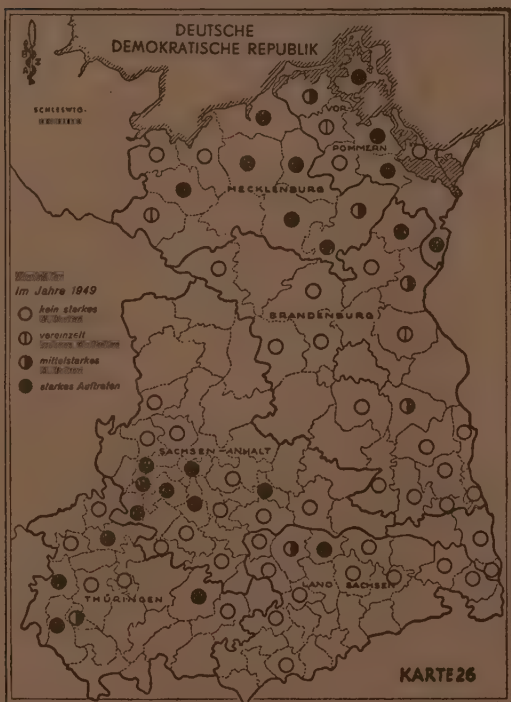 DEUTSCHE
DEMOKRATISCHE REPUBLIK
SCHLESWIG-
VOR-
POMMERN
MECKLENBURG
im Jahre 1949
kein starkes
BRANDENBURG
vereinzelt
mittelstarkes
starkes Auftreten
SACHSEN-ANHALT
THÜRINGEN
LAND SACHSEN
KARTE 26